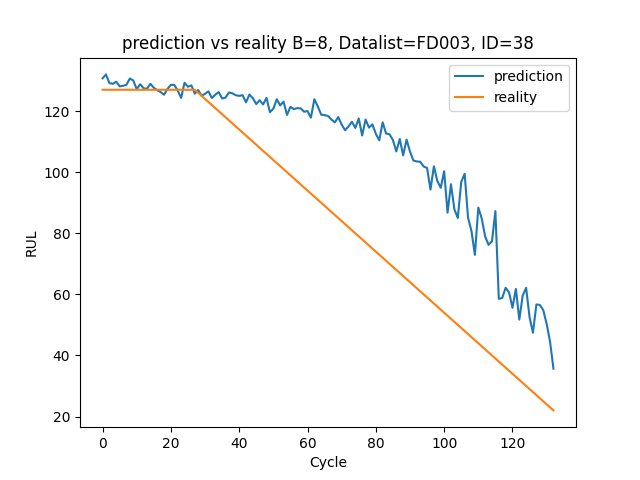 prediction vs reality B=8, Datalist=FD003, ID=38
prediction
reality
RUL
120
100
80
60
40
20
0 20 40 60 80 100 120
Cycle